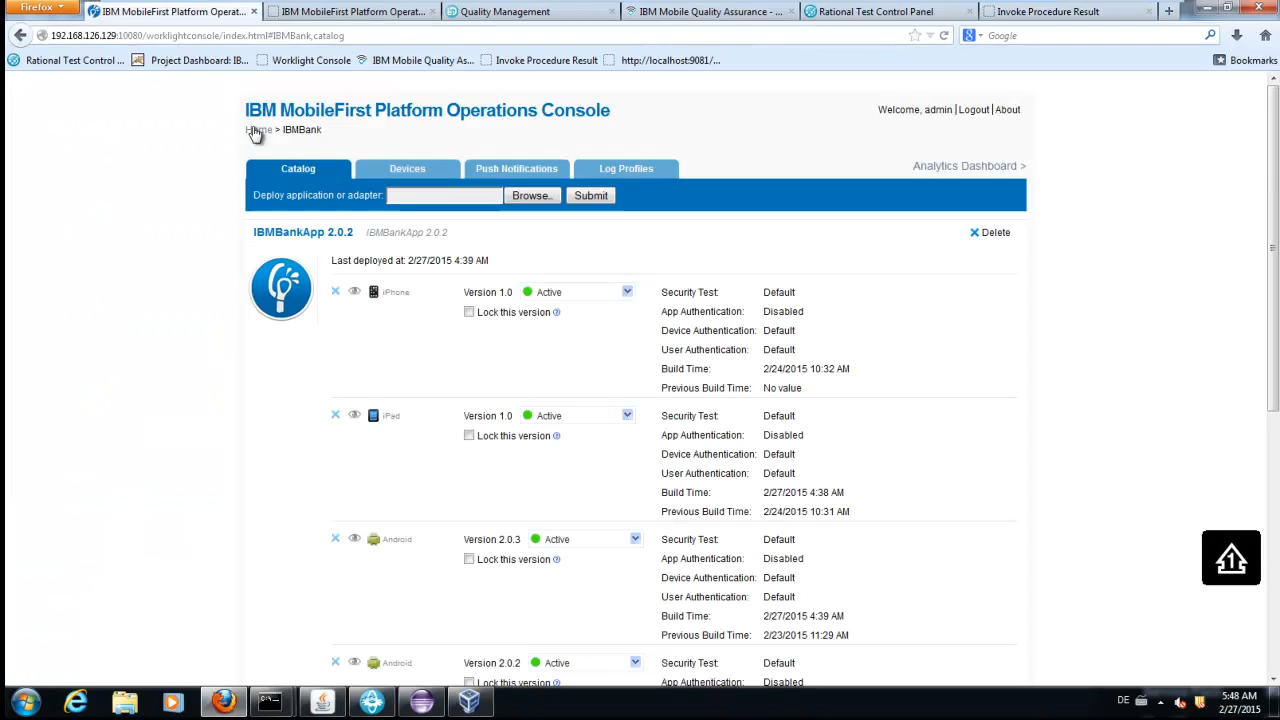 Firefox
IBM MobileFirst Platform Operat...
IBM MobileFirst Platform Operat...
Quality Management
IBM Mobile Quality Assurance - ...
Rational Test Control Panel
Invoke Procedure Result
192.168.126.129:10080/worklightconsole/index.html#IBMBank,catalog
Google
Rational Test Control ...
Project Dashboard: IB...
Worklight Console
IBM Mobile Quality As...
Invoke Procedure Result
http://localhost:9081/...
Bookmarks
IBM MobileFirst Platform Operations Console
Welcome, admin | Logout | About
Home > IBMBank
Catalog
Devices
Push Notifications
Log Profiles
Analytics Dashboard >
Deploy application or adapter:
Browse..
Submit
IBMBankApp 2.0.2
IBMBankApp 2.0.2
Delete
Last deployed at: 2/27/2015 4:39 AM
iPhone
Version 1.0
Active
Lock this version
Security Test: Default
App Authentication: Disabled
Device Authentication: Default
User Authentication: Default
Build Time: 2/24/2015 10:32 AM
Previous Build Time: No value
iPad
Version 1.0
Active
Lock this version
Security Test: Default
App Authentication: Disabled
Device Authentication: Default
User Authentication: Default
Build Time: 2/27/2015 4:38 AM
Previous Build Time: 2/24/2015 10:31 AM
Android
Version 2.0.3
Active
Lock this version
Security Test: Default
App Authentication: Disabled
Device Authentication: Default
User Authentication: Default
Build Time: 2/27/2015 4:39 AM
Previous Build Time: 2/23/2015 11:29 AM
Android
Version 2.0.2
Active
Lock this version
Security Test: Default
App Authentication: Disabled
1
DE
5:48 AM
2/27/2015